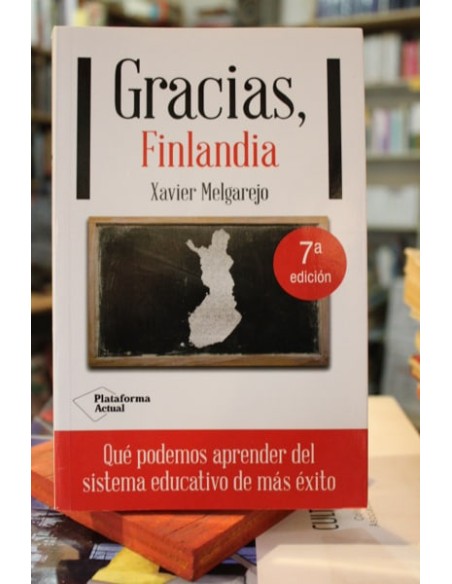 Gracias,
Finlandia
Xavier Melgarejo
7ª
edición
Plataforma
Actual
Qué podemos aprender del
sistema educativo de más éxito